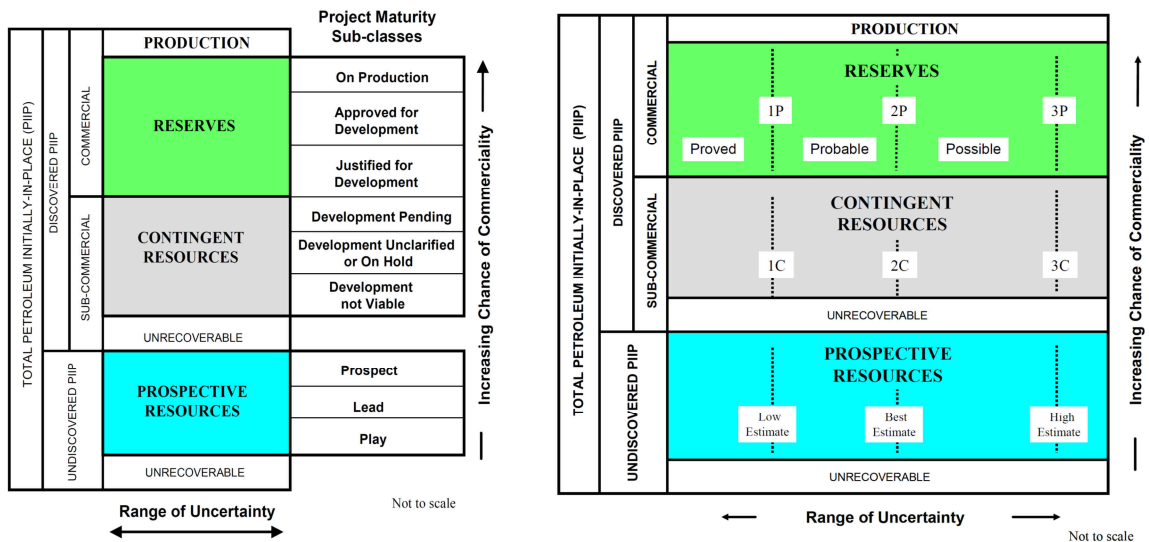 Project Maturity
Sub-classes
TOTAL PETROLEUM INITIALLY-IN-PLACE (PIIP)
DISCOVERED PIIP
COMMERCIAL
SUB-COMMERCIAL
UNDISCOVERED PIIP
PRODUCTION
RESERVES
On Production
Approved for
Development
Justified for
Development
CONTINGENT
RESOURCES
Development Pending
Development Unclarified
or On Hold
Development
not Viable
UNRECOVERABLE
PROSPECTIVE
RESOURCES
Prospect
Lead
Play
UNRECOVERABLE
Increasing Chance of Commerciality
Not to scale
Range of Uncertainty
TOTAL PETROLEUM INITIALLY-IN-PLACE (PIIP)
DISCOVERED PIIP
COMMERCIAL
SUB-COMMERCIAL
UNDISCOVERED PIIP
PRODUCTION
RESERVES
1P
2P
3P
Proved
Probable
Possible
CONTINGENT
RESOURCES
1C
2C
3C
UNRECOVERABLE
PROSPECTIVE
RESOURCES
Low
Estimate
Best
Estimate
High
Estimate
UNRECOVERABLE
Increasing Chance of Commerciality
Range of Uncertainty
Not to scale